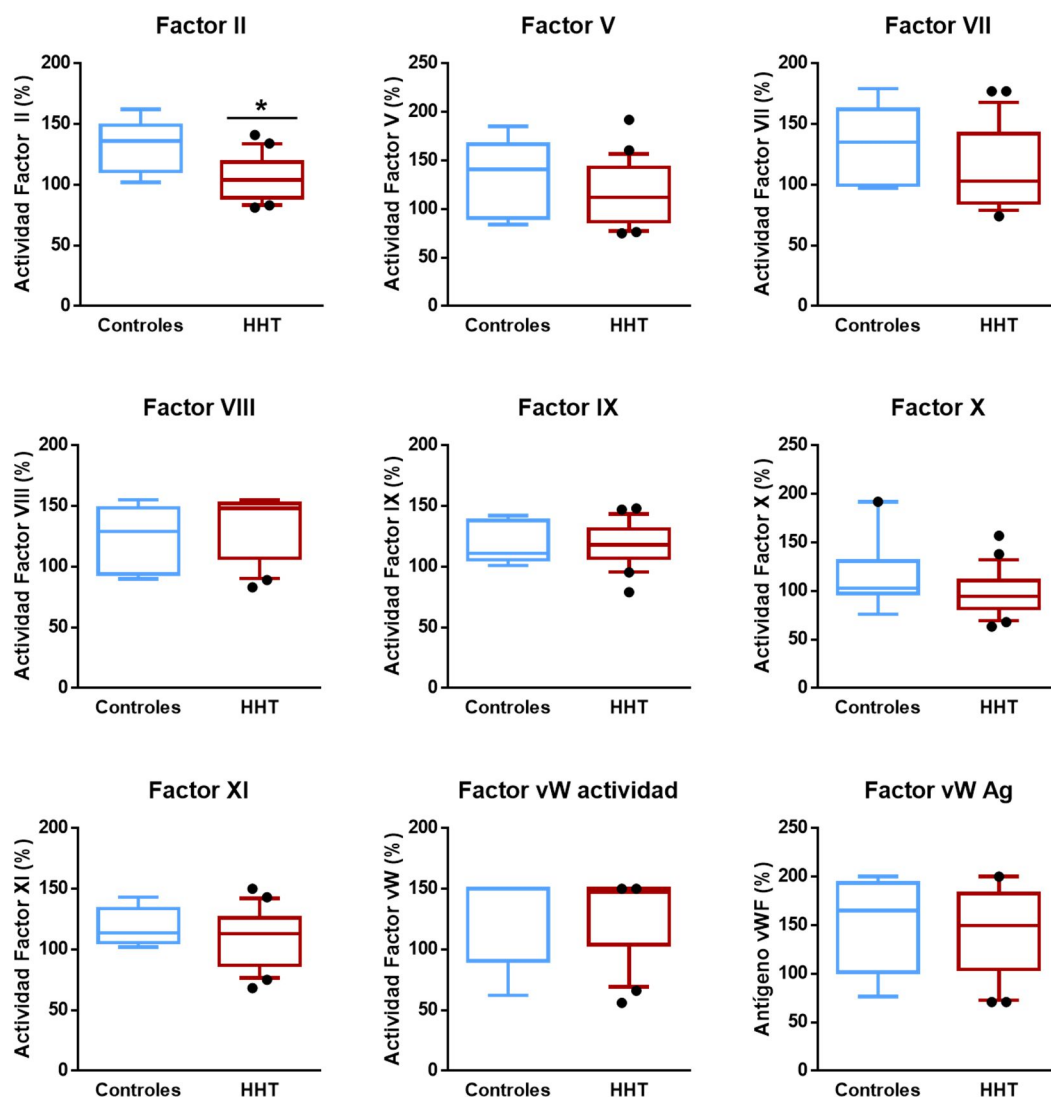 Factor II
Actividad Factor II (%)
200
150
100
50
0
*
Controles
HHT
Factor V
Actividad Factor V (%)
250
200
150
100
50
0
Controles
HHT
Factor VII
Actividad Factor VII (%)
200
150
100
50
0
Controles
HHT
Factor VIII
Actividad Factor VIII (%)
200
150
100
50
0
Controles
HHT
Factor IX
Actividad Factor IX (%)
200
150
100
50
0
Controles
HHT
Factor X
Actividad Factor X (%)
250
200
150
100
50
0
Controles
HHT
Factor XI
Actividad Factor XI (%)
200
150
100
50
0
Controles
HHT
Factor vW actividad
Actividad Factor vW (%)
200
150
100
50
0
Controles
HHT
Factor vW Ag
Antígeno vWF (%)
250
200
150
100
50
0
Controles
HHT